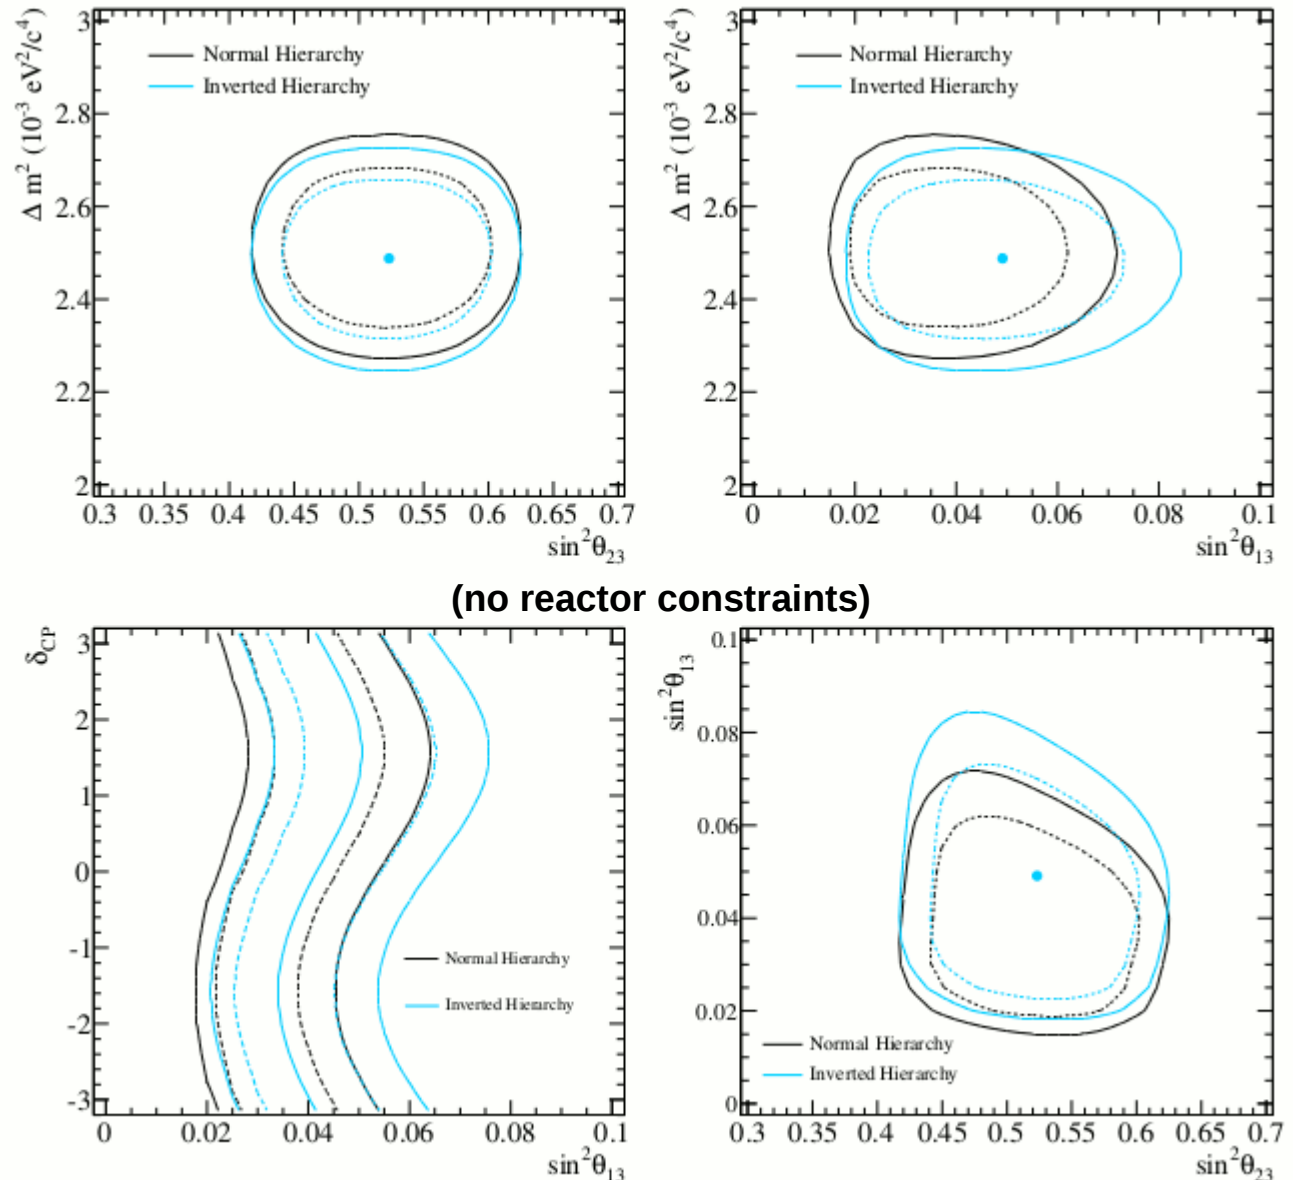 Δ m² (10⁻³ eV²/c⁴)
3
2.8
2.6
2.4
2.2
2
Normal Hierarchy
Inverted Hierarchy
0.3 0.35 0.4 0.45 0.5 0.55 0.6 0.65 0.7
sin²θ₂₃
Δ m² (10⁻³ eV²/c⁴)
3
2.8
2.6
2.4
2.2
2
Normal Hierarchy
Inverted Hierarchy
0 0.02 0.04 0.06 0.08 0.1
sin²θ₁₃
(no reactor constraints)
δCP
3
2
1
0
-1
-2
-3
Normal Hierarchy
Inverted Hierarchy
0 0.02 0.04 0.06 0.08 0.1
sin²θ₁₃
sin²θ₁₃
0.1
0.08
0.06
0.04
0.02
0
Normal Hierarchy
Inverted Hierarchy
0.3 0.35 0.4 0.45 0.5 0.55 0.6 0.65 0.7
sin²θ₂₃